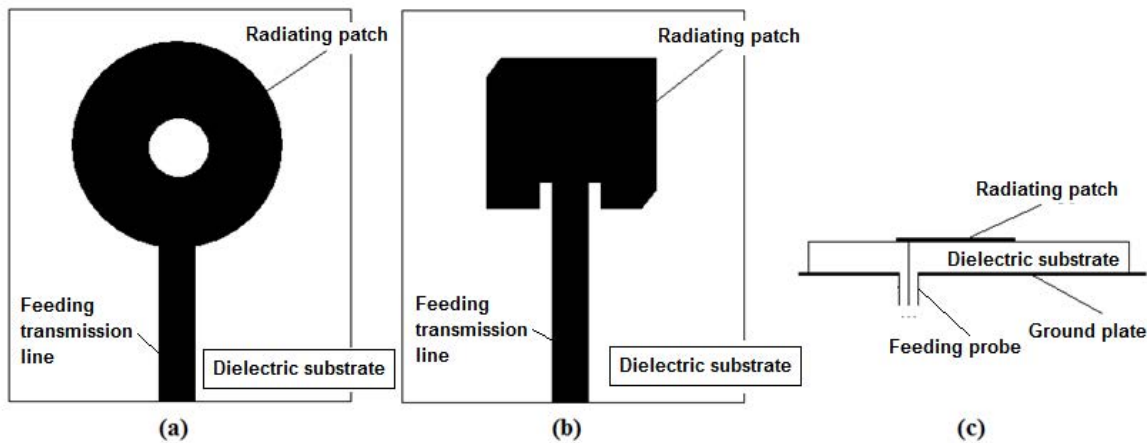 Radiating patch
Feeding
transmission
line
Dielectric substrate
(a)
Radiating patch
Feeding
transmission
line
Dielectric substrate
(b)
Radiating patch
Dielectric substrate
Ground plate
Feeding probe
(c)